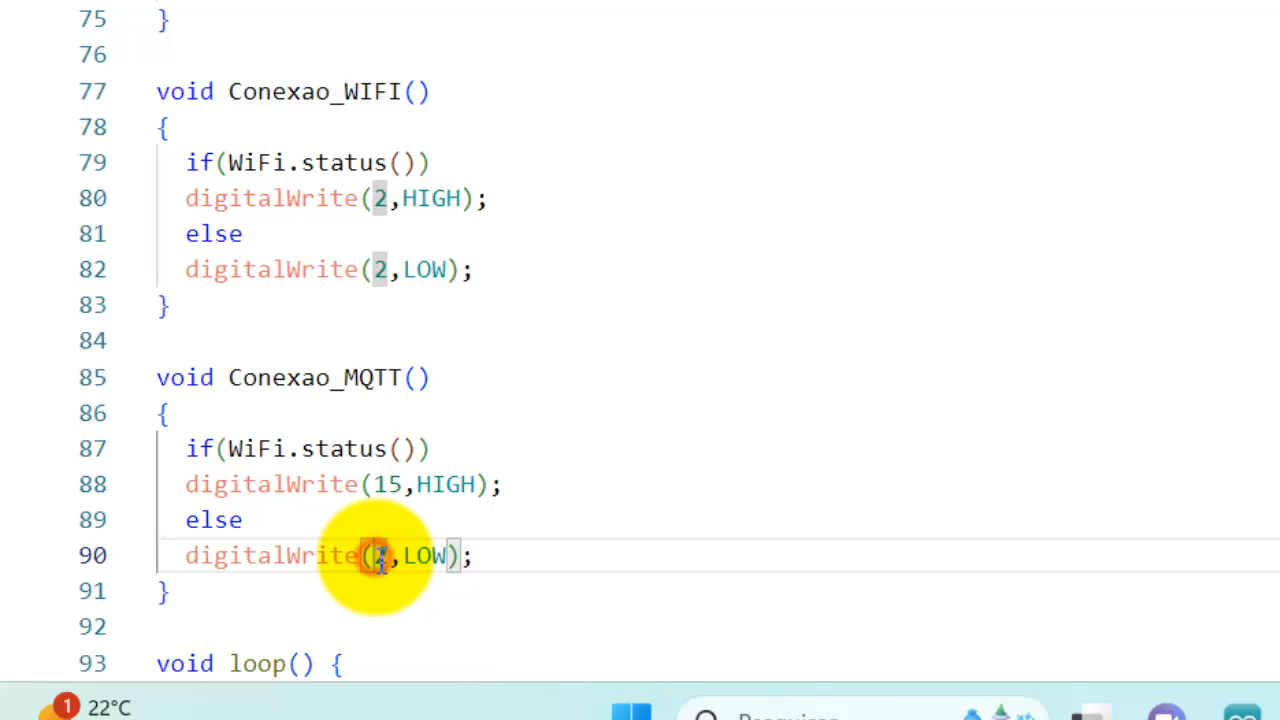 75 }
76
77 void Conexao_WIFI()
78 {
79 if(WiFi.status())
80 digitalWrite(2,HIGH);
81 else
82 digitalWrite(2,LOW);
83 }
84
85 void Conexao_MQTT()
86 {
87 if(WiFi.status())
88 digitalWrite(15,HIGH);
89 else
90 digitalWrite(2,LOW);
91 }
92
93 void loop() {
1 22°C
Pesquisar